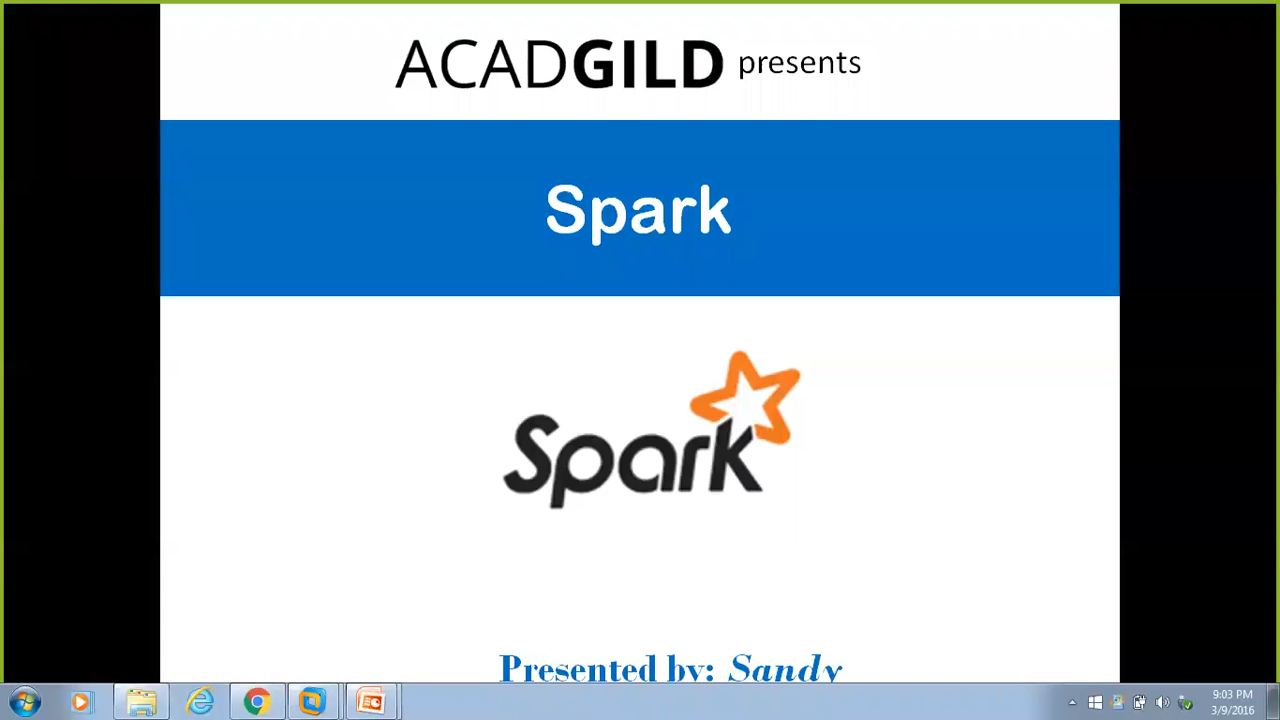 ACADGILD presents
Spark
Spark
Presented by: Sandy
9:03 PM
3/9/2016